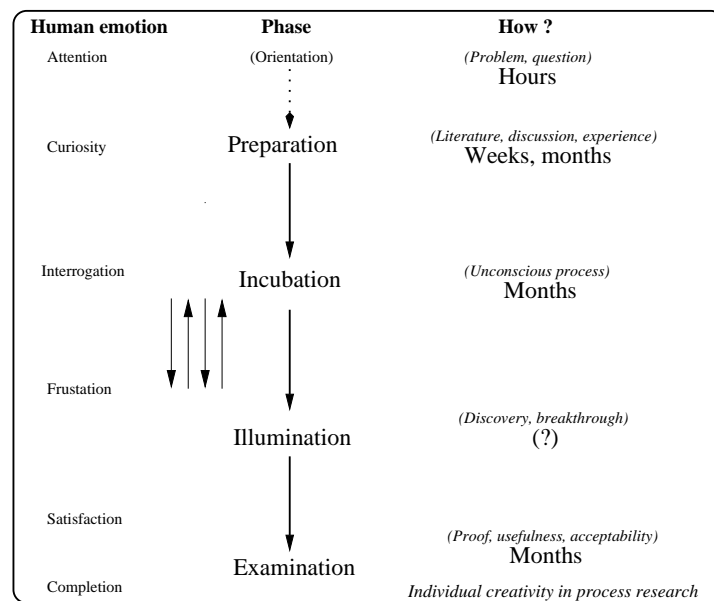 Human emotion Phase How ?
Attention (Orientation) (Problem, question)
Hours
(Literature, discussion, experience)
Curiosity Preparation Weeks, months
Interrogation Incubation (Unconscious process)
Months
Frustation
(Discovery, breakthrough)
Illumination (?)
Satisfaction
(Proof, usefulness, acceptability)
Examination Months
Completion Individual creativity in process research